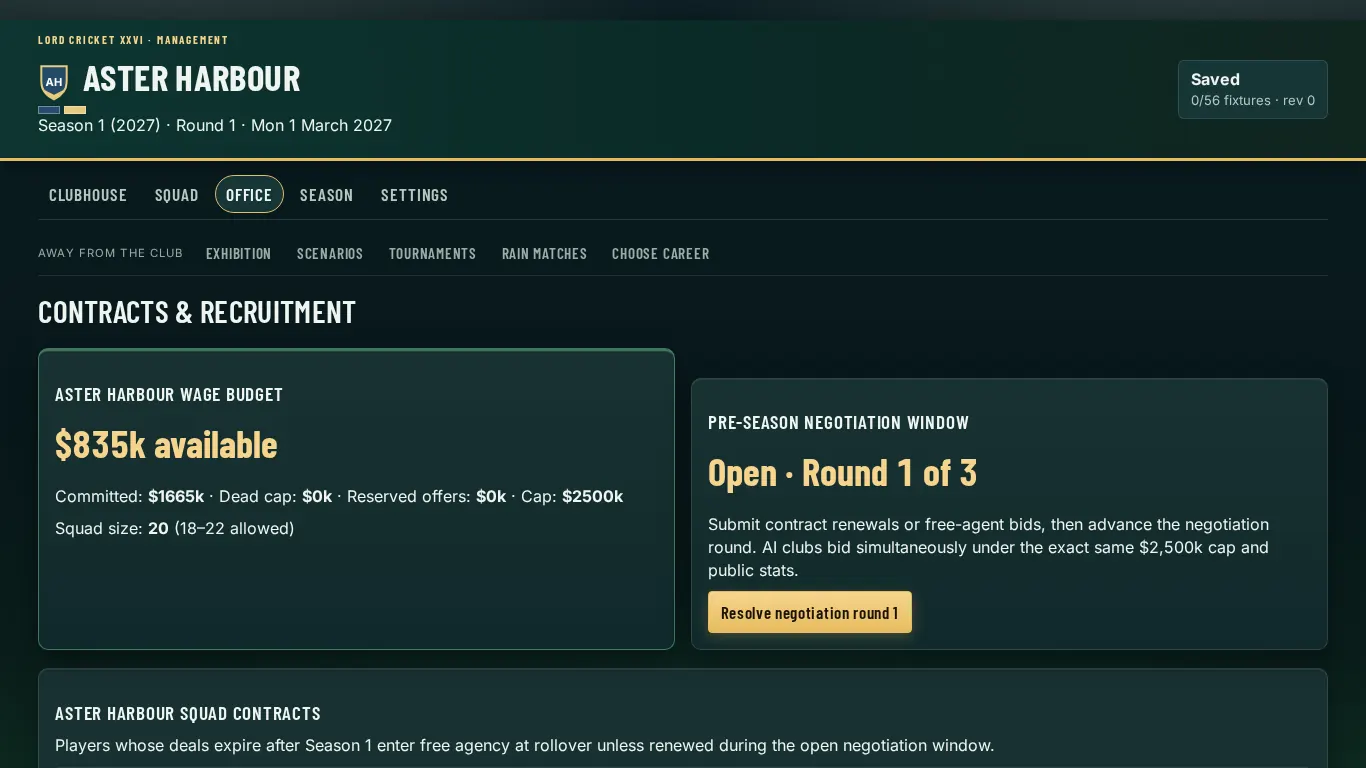 LORD CRICKET XXVI · MANAGEMENT
AH ASTER HARBOUR
Season 1 (2027) · Round 1 · Mon 1 March 2027
Saved
0/56 fixtures · rev 0
CLUBHOUSE SQUAD OFFICE SEASON SETTINGS
AWAY FROM THE CLUB EXHIBITION SCENARIOS TOURNAMENTS RAIN MATCHES CHOOSE CAREER
CONTRACTS & RECRUITMENT
ASTER HARBOUR WAGE BUDGET
$835k available
Committed: $1665k · Dead cap: $0k · Reserved offers: $0k · Cap: $2500k
Squad size: 20 (18–22 allowed)
PRE-SEASON NEGOTIATION WINDOW
Open · Round 1 of 3
Submit contract renewals or free-agent bids, then advance the negotiation
round. AI clubs bid simultaneously under the exact same $2,500k cap and
public stats.
Resolve negotiation round 1
ASTER HARBOUR SQUAD CONTRACTS
Players whose deals expire after Season 1 enter free agency at rollover unless renewed during the open negotiation window.